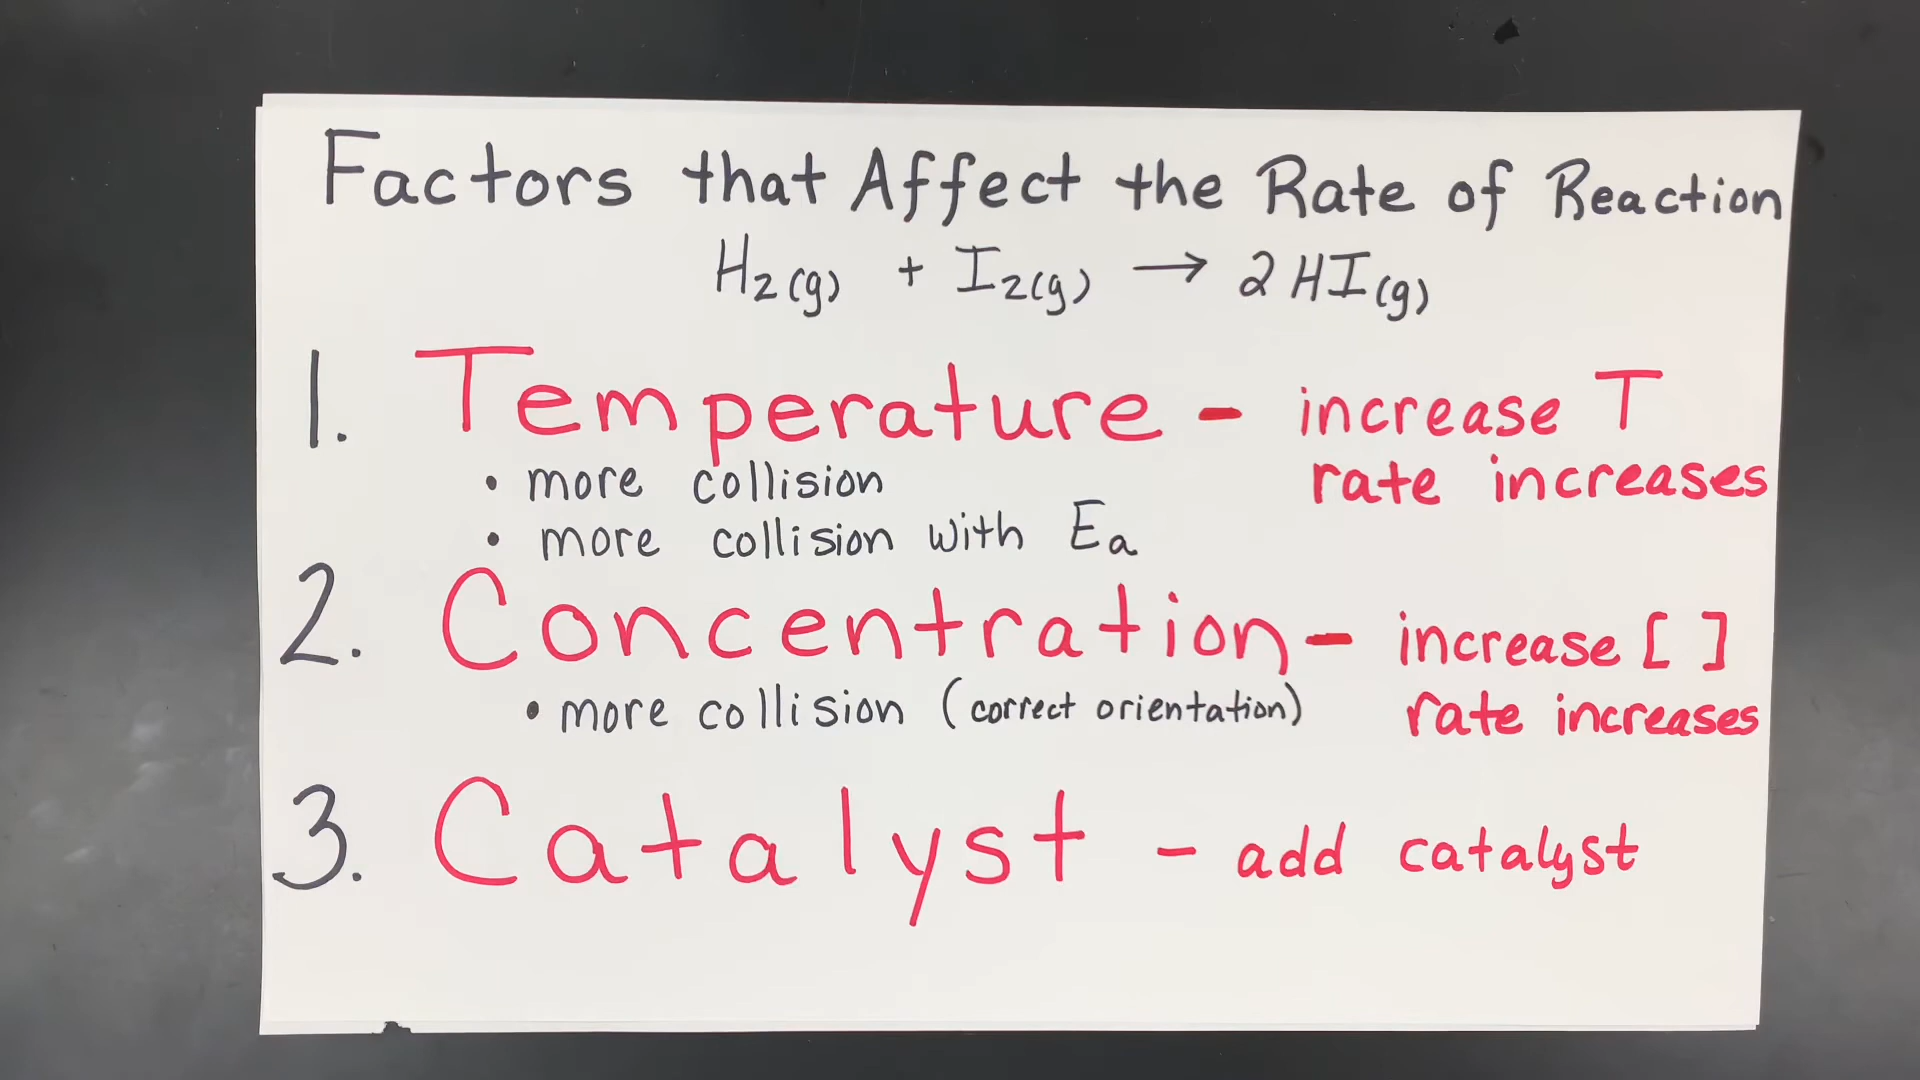 Factors that Affect the Rate of Reaction
H2(g) + I2(g) → 2HI(g)
1. Temperature - increase T
rate increases
• more collision
• more collision with Ea
2. Concentration - increase [ ]
rate increases
• more collision (correct orientation)
3. Catalyst - add catalyst